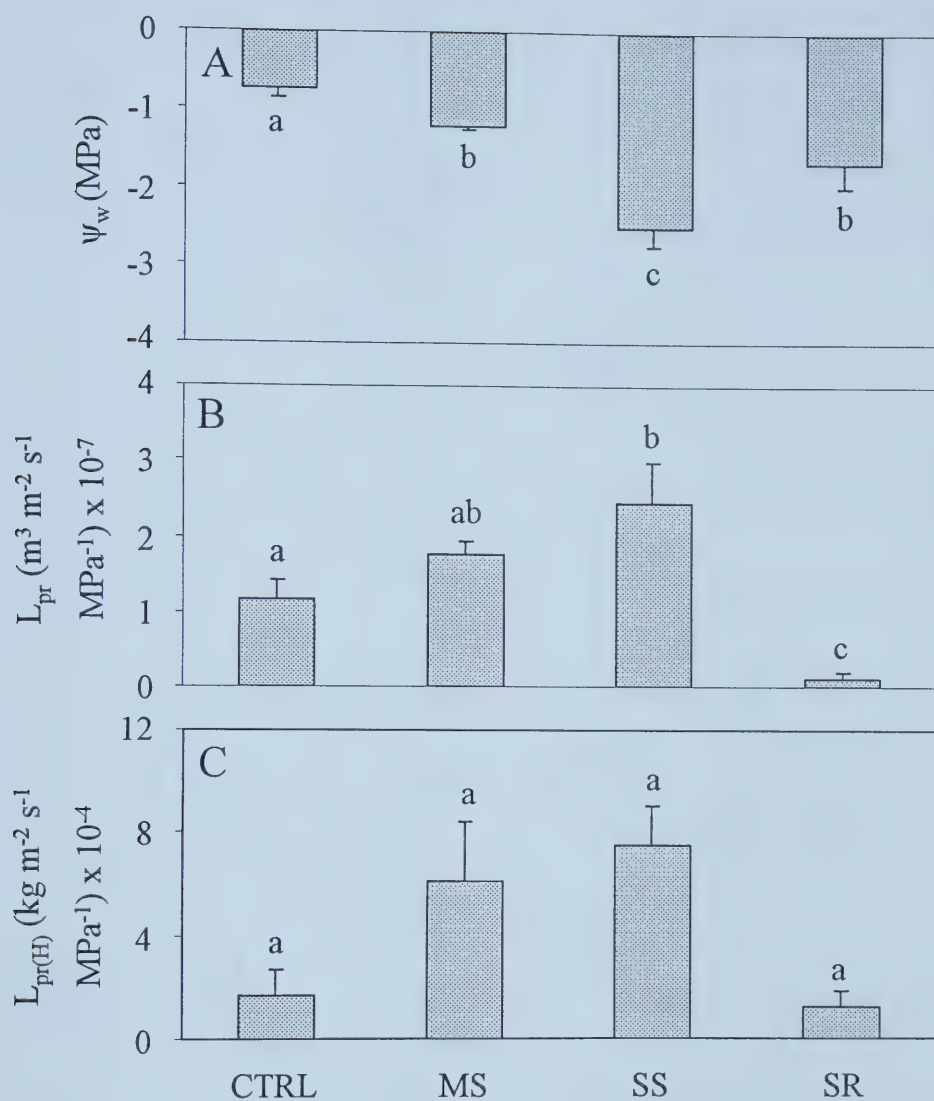 A
ψw (MPa)
0
-1
-2
-3
-4
a
b
c
b
B
Lpr (m³ m⁻² s⁻¹
MPa⁻¹) x 10⁻⁷
4
3
2
1
0
a
ab
b
c
C
Lpr(H) (kg m⁻² s⁻¹
MPa⁻¹) x 10⁻⁴
12
8
4
0
a
a
a
a
CTRL MS SS SR